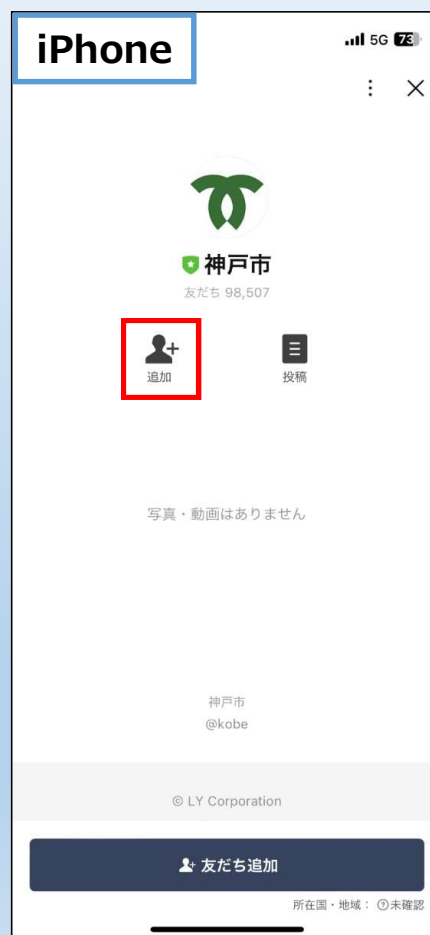 iPhone
5G 73
神戸市
友だち 98,507
追加
投稿
写真・動画はありません
神戸市
@kobe
© LY Corporation
友だち追加
所在国・地域： ?未確認